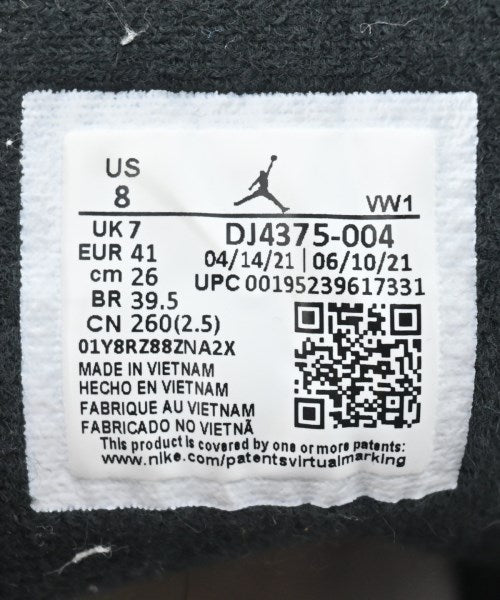 US
8
VW1
UK 7
EUR 41
cm 26
BR 39.5
CN 260(2.5)
DJ4375-004
04/14/21 | 06/10/21
UPC 00195239617331
01Y8RZ88ZNA2X
MADE IN VIETNAM
HECHO EN VIETNAM
FABRIQUE AU VIETNAM
FABRICADO NO VIETNÃ
This product is covered by one or more patents:
www.nike.com/patentsvirtualmarking